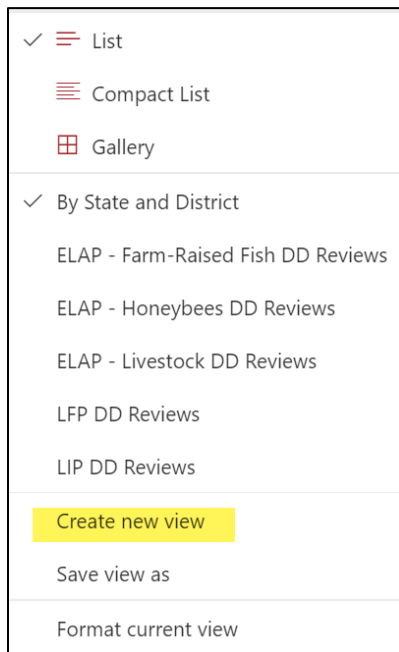 List
Compact List
Gallery
By State and District
ELAP - Farm-Raised Fish DD Reviews
ELAP - Honeybees DD Reviews
ELAP - Livestock DD Reviews
LFP DD Reviews
LIP DD Reviews
Create new view
Save view as
Format current view